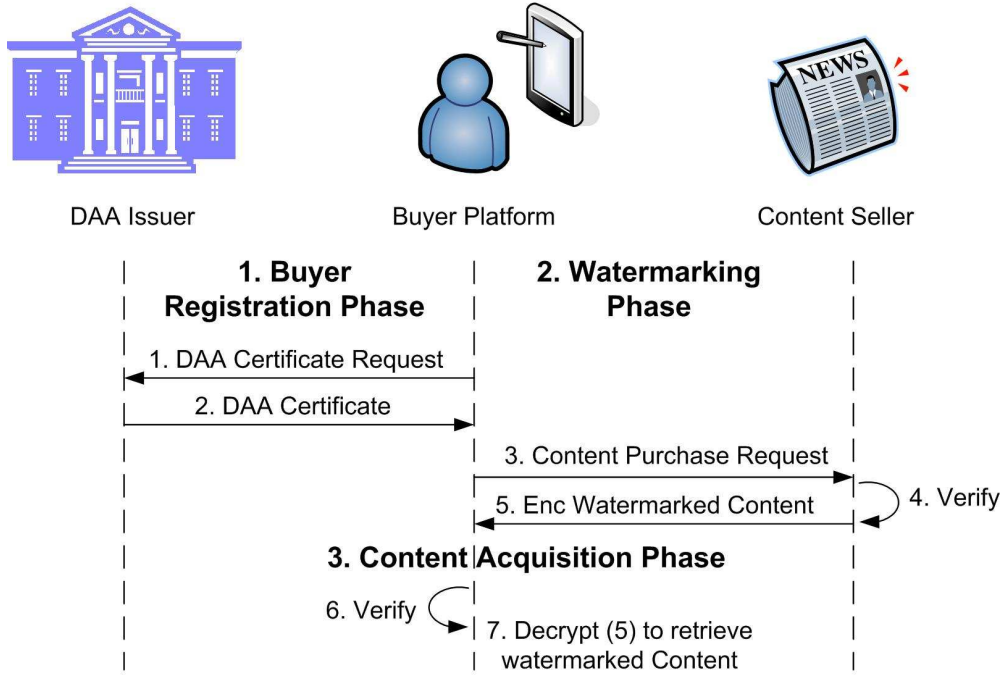 NEWS
DAA Issuer
Buyer Platform
Content Seller
1. Buyer
Registration Phase
2. Watermarking
Phase
1. DAA Certificate Request
2. DAA Certificate
3. Content Purchase Request
4. Verify
5. Enc Watermarked Content
3. Content Acquisition Phase
6. Verify
7. Decrypt (5) to retrieve
watermarked Content